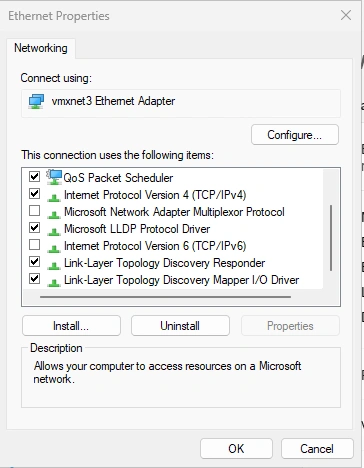 Ethernet Properties
Networking
Connect using:
vmxnet3 Ethernet Adapter
Configure...
This connection uses the following items:
QoS Packet Scheduler
Internet Protocol Version 4 (TCP/IPv4)
Microsoft Network Adapter Multiplexor Protocol
Microsoft LLDP Protocol Driver
Internet Protocol Version 6 (TCP/IPv6)
Link-Layer Topology Discovery Responder
Link-Layer Topology Discovery Mapper I/O Driver
Install...
Uninstall
Properties
Description
Allows your computer to access resources on a Microsoft
network.
OK
Cancel